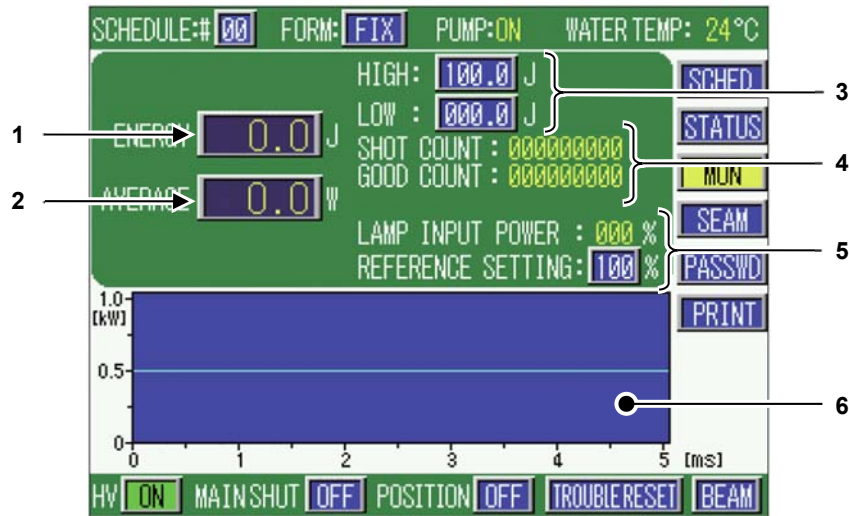 SCHEDULE:# 00 FORM: FIX PUMP:ON WATER TEMP: 24°C
HIGH: 100.0 J
LOW : 000.0 J
SHOT COUNT : 000000000
GOOD COUNT : 000000000
LAMP INPUT POWER : 000 %
REFERENCE SETTING: 100 %
1
ENERGY 0.0 J
2
AVERAGE 0.0 W
SCHED
STATUS
MON
SEAM
PASSWD
PRINT
3
4
5
6
1.0
[kW]
0.5
0
0 1 2 3 4 5 [ms]
HV ON MAIN SHUT OFF POSITION OFF TROUBLE RESET BEAM